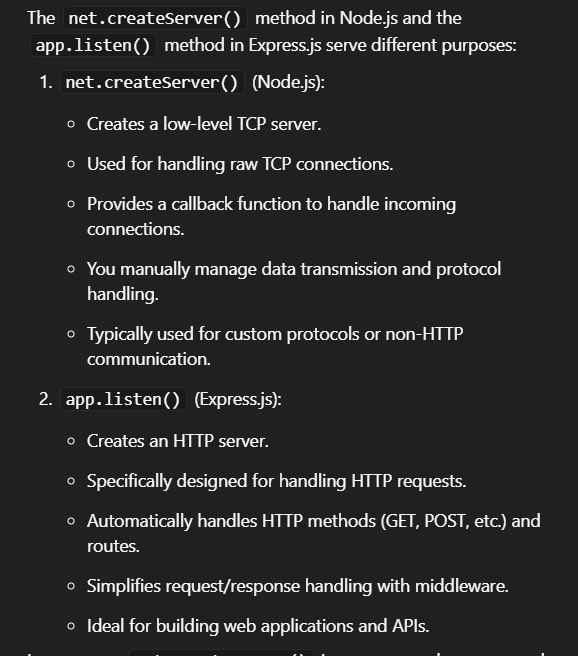 The net.createServer() method in Node.js and the
app.listen() method in Express.js serve different purposes:
1. net.createServer() (Node.js):
Creates a low-level TCP server.
Used for handling raw TCP connections.
Provides a callback function to handle incoming
connections.
You manually manage data transmission and protocol
handling.
Typically used for custom protocols or non-HTTP
communication.
2. app.listen() (Express.js):
Creates an HTTP server.
Specifically designed for handling HTTP requests.
Automatically handles HTTP methods (GET, POST, etc.) and
routes.
Simplifies request/response handling with middleware.
Ideal for building web applications and APIs.